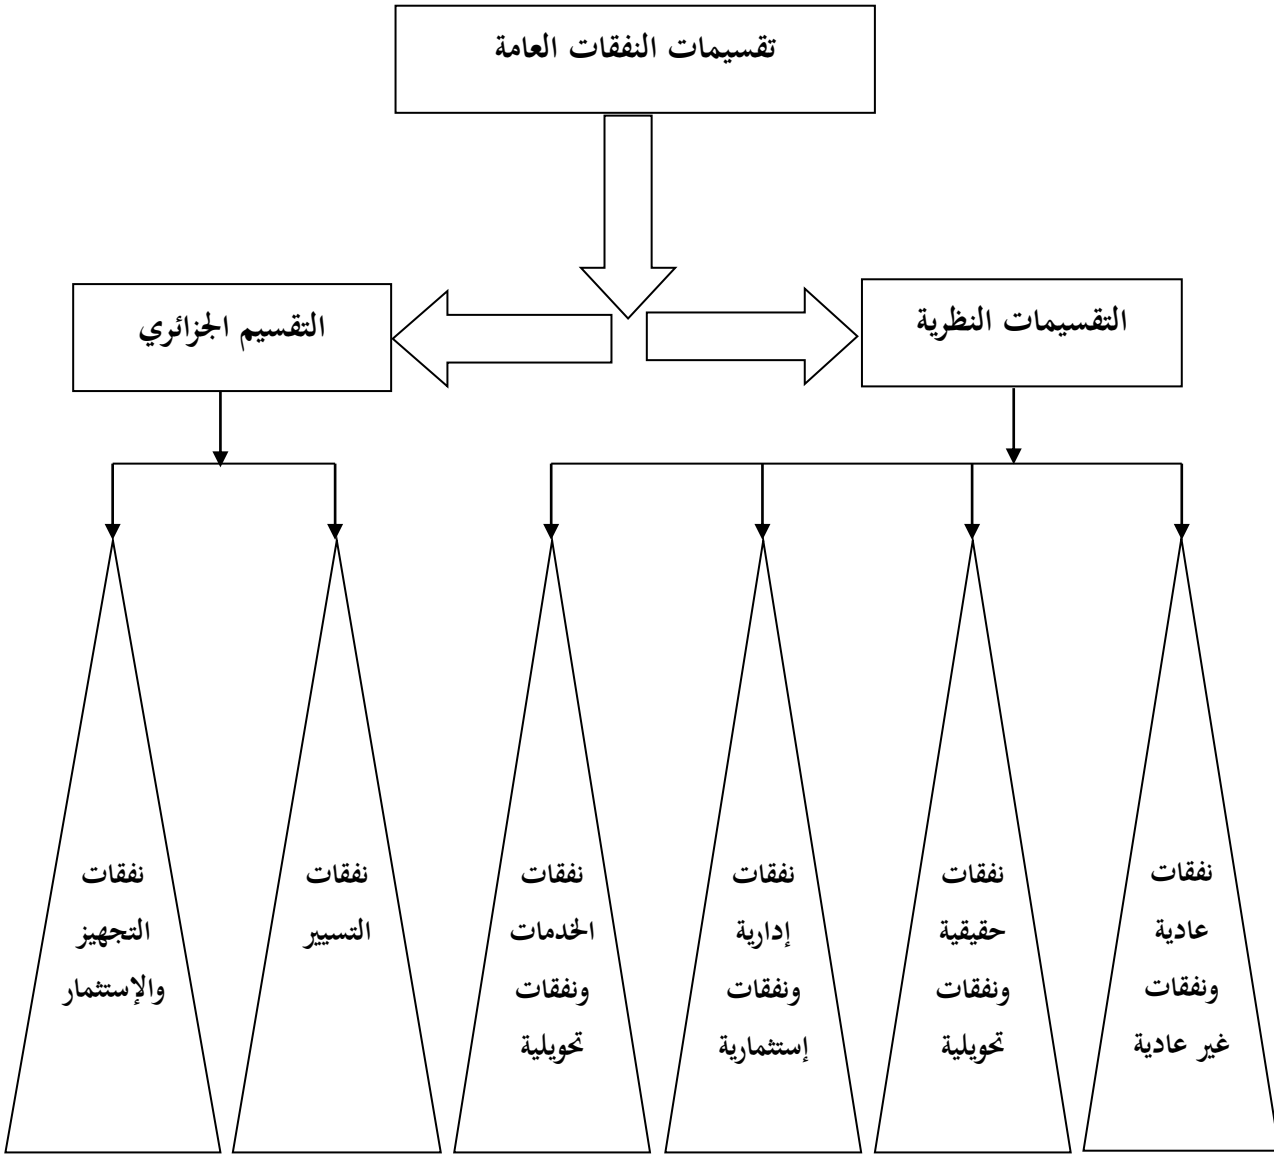 تقسيمات النفقات العامة
التقسيمات النظرية
التقسيم الجزائري
نفقات
عادية
ونفقات
غير عادية
نفقات
حقيقية
ونفقات
تحويلية
نفقات
إدارية
ونفقات
إستثمارية
نفقات
الخدمات
ونفقات
تحويلية
نفقات
التسيير
نفقات
التجهيز
والإستثمار